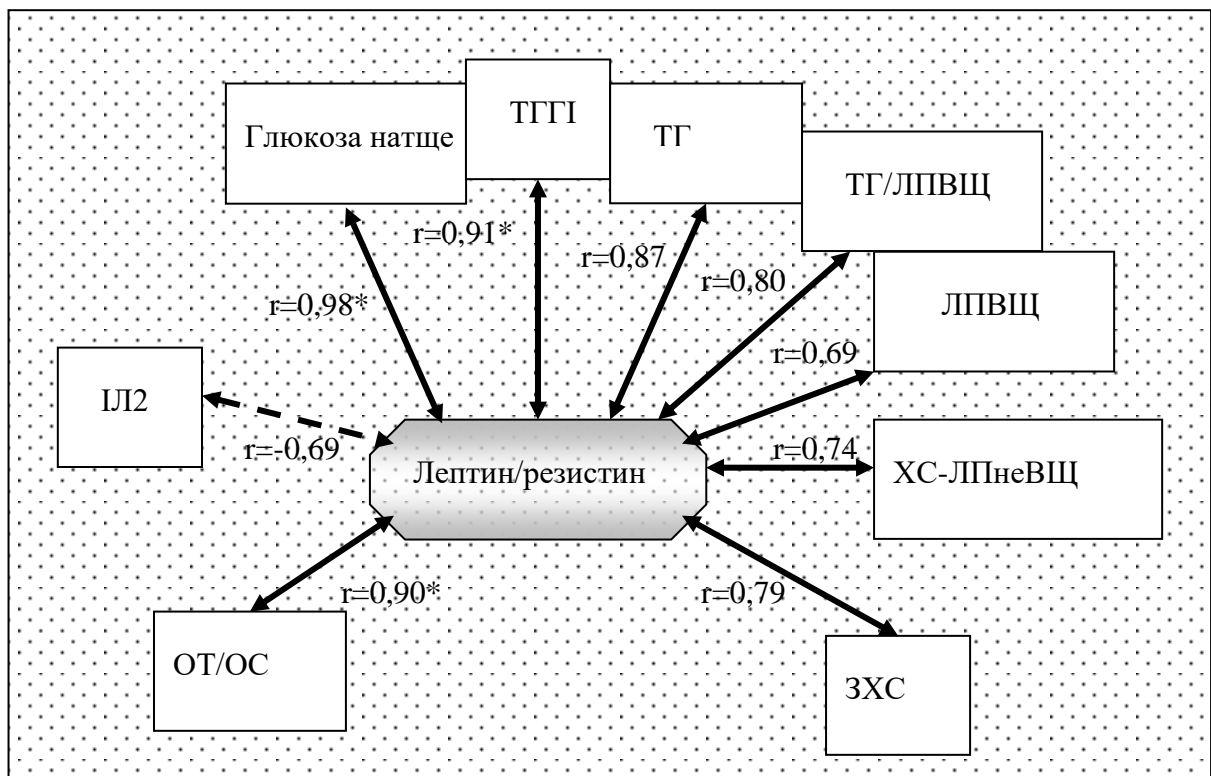 Глюкоза натще
ТГГІ
ТГ
ТГ/ЛПВЩ
ЛПВЩ
r=0,98*
r=0,91*
r=0,87
r=0,80
r=0,69
ІЛ2
r=-0,69
Лептин/резистин
r=0,74
ХС-ЛПнеВЩ
r=0,90*
r=0,79
ОТ/ОС
ЗХС